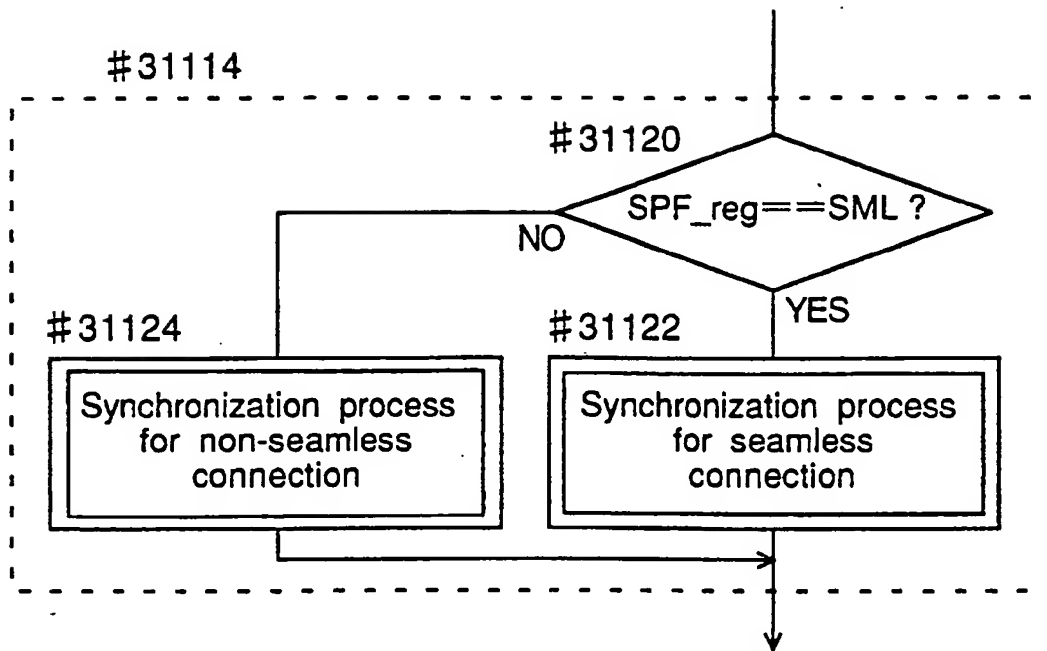 #31114
#31120
SPF_reg==SML ?
NO
YES
#31124
#31122
Synchronization process
for non-seamless
connection
Synchronization process
for seamless
connection